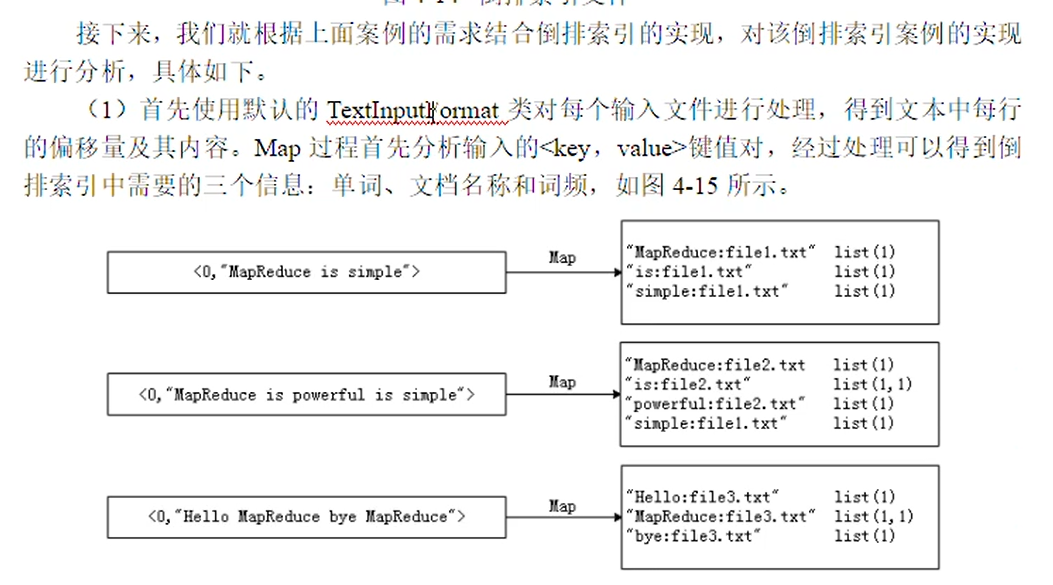 图 4-14 倒排索引文件
接下来，我们就根据上面案例的需求结合倒排索引的实现，对该倒排索引案例的实现
进行分析，具体如下。
（1）首先使用默认的 TextInputFormat 类对每个输入文件进行处理，得到文本中每行
的偏移量及其内容。Map 过程首先分析输入的<key，value>键值对，经过处理可以得到倒
排索引中需要的三个信息：单词、文档名称和词频，如图 4-15 所示。
<0,"MapReduce is simple">
Map
"MapReduce:file1.txt" list(1)
"is:file1.txt" list(1)
"simple:file1.txt" list(1)
<0,"MapReduce is powerful is simple">
Map
"MapReduce:file2.txt list(1)
"is:file2.txt" list(1,1)
"powerful:file2.txt" list(1)
"simple:file1.txt" list(1)
<0,"Hello MapReduce bye MapReduce">
Map
"Hello:file3.txt" list(1)
"MapReduce:file3.txt" list(1,1)
"bye:file3.txt" list(1)